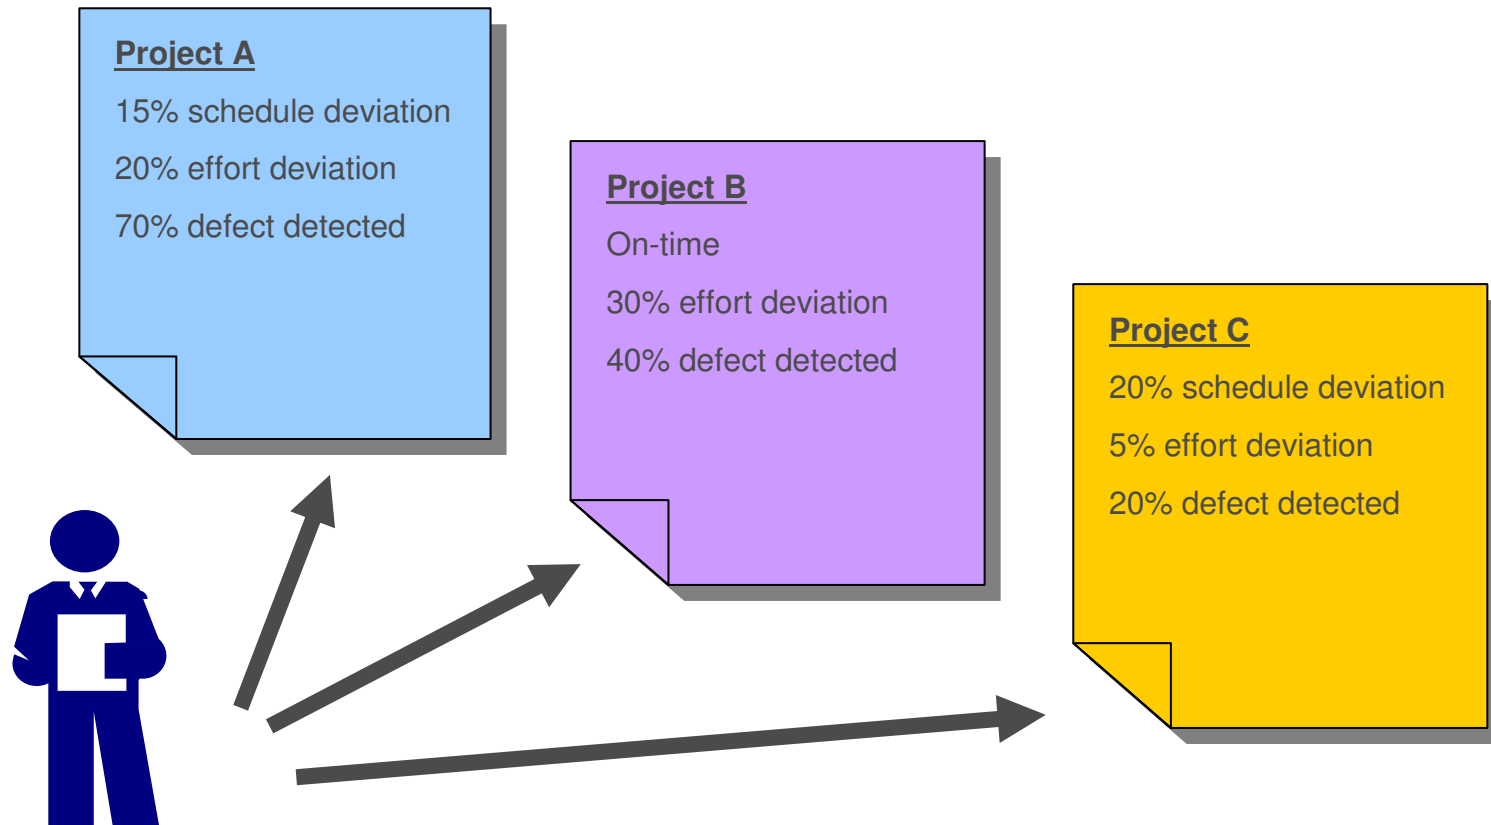 Project A
15% schedule deviation
20% effort deviation
70% defect detected
Project B
On-time
30% effort deviation
40% defect detected
Project C
20% schedule deviation
5% effort deviation
20% defect detected